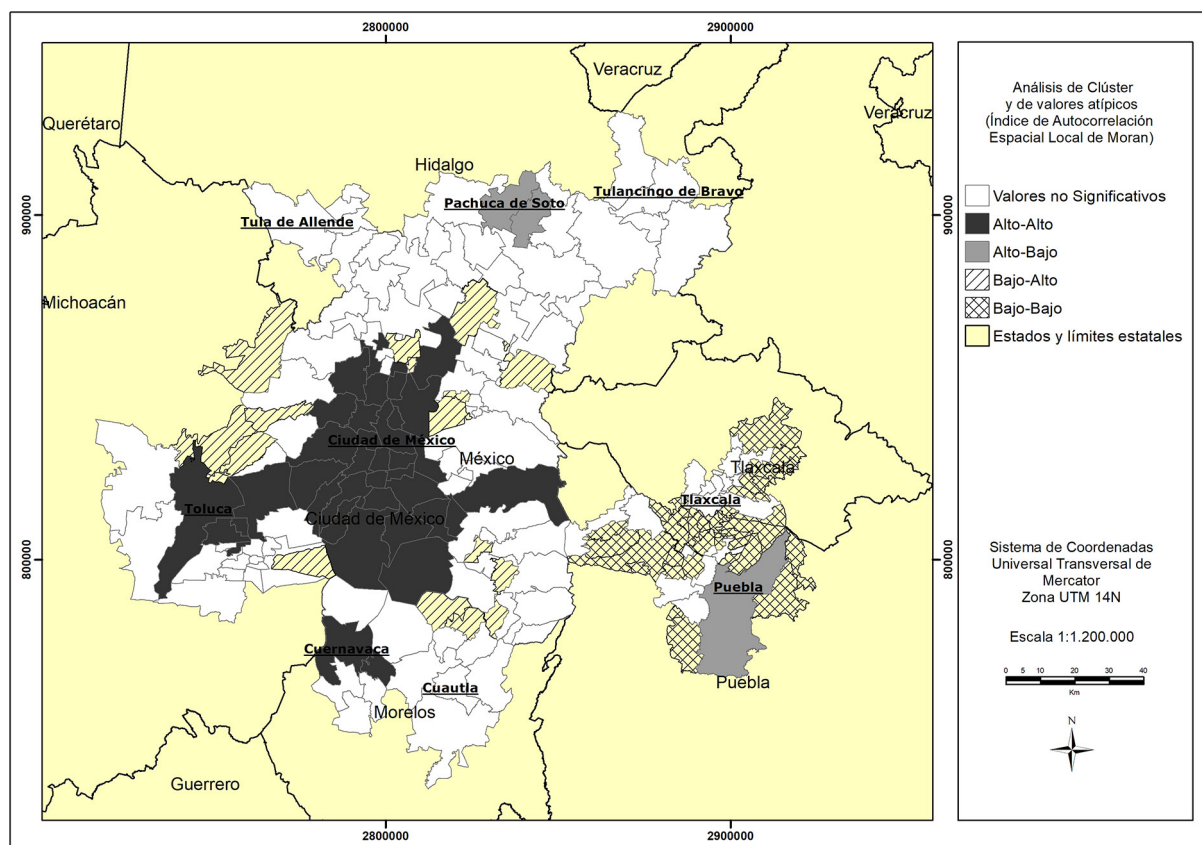 2800000
2900000
Veracruz
Querétaro
Veracruz
Hidalgo
Tulancingo de Bravo
Pachuca de Soto
Tula de Allende
900000
900000
Michoacán
Ciudad de México
México
Tlaxcala
Tlaxcala
Toluca
Ciudad de México
800000
800000
Puebla
Cuernavaca
Cuautla
Puebla
Morelos
Guerrero
2800000
2900000
Análisis de Clúster
y de valores atípicos
(Índice de Autocorrelación
Espacial Local de Moran)
Valores no Significativos
Alto-Alto
Alto-Bajo
Bajo-Alto
Bajo-Bajo
Estados y límites estatales
Sistema de Coordenadas
Universal Transversal de
Mercator
Zona UTM 14N
Escala 1:1.200.000
0 5 10 20 30 40
Km
N